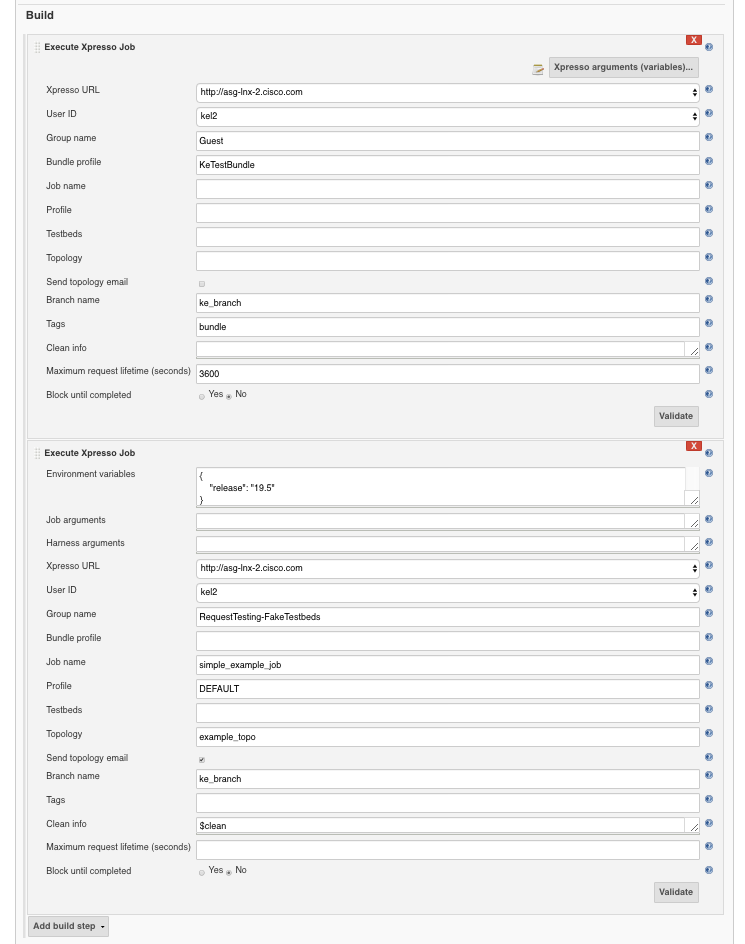 Build
Execute Xpresso Job
X
Xpresso arguments (variables)...
Xpresso URL
http://asg-lnx-2.cisco.com
User ID
kel2
Group name
Guest
Bundle profile
KeTestBundle
Job name
Profile
Testbeds
Topology
Send topology email
Branch name
ke_branch
Tags
bundle
Clean info
Maximum request lifetime (seconds)
3600
Block until completed
Yes No
Validate
Execute Xpresso Job
X
Environment variables
{
"release": "19.5"
}
Job arguments
Harness arguments
Xpresso URL
http://asg-lnx-2.cisco.com
User ID
kel2
Group name
RequestTesting-FakeTestbeds
Bundle profile
Job name
simple_example_job
Profile
DEFAULT
Testbeds
Topology
example_topo
Send topology email
Branch name
ke_branch
Tags
Clean info
$clean
Maximum request lifetime (seconds)
Block until completed
Yes No
Validate
Add build step